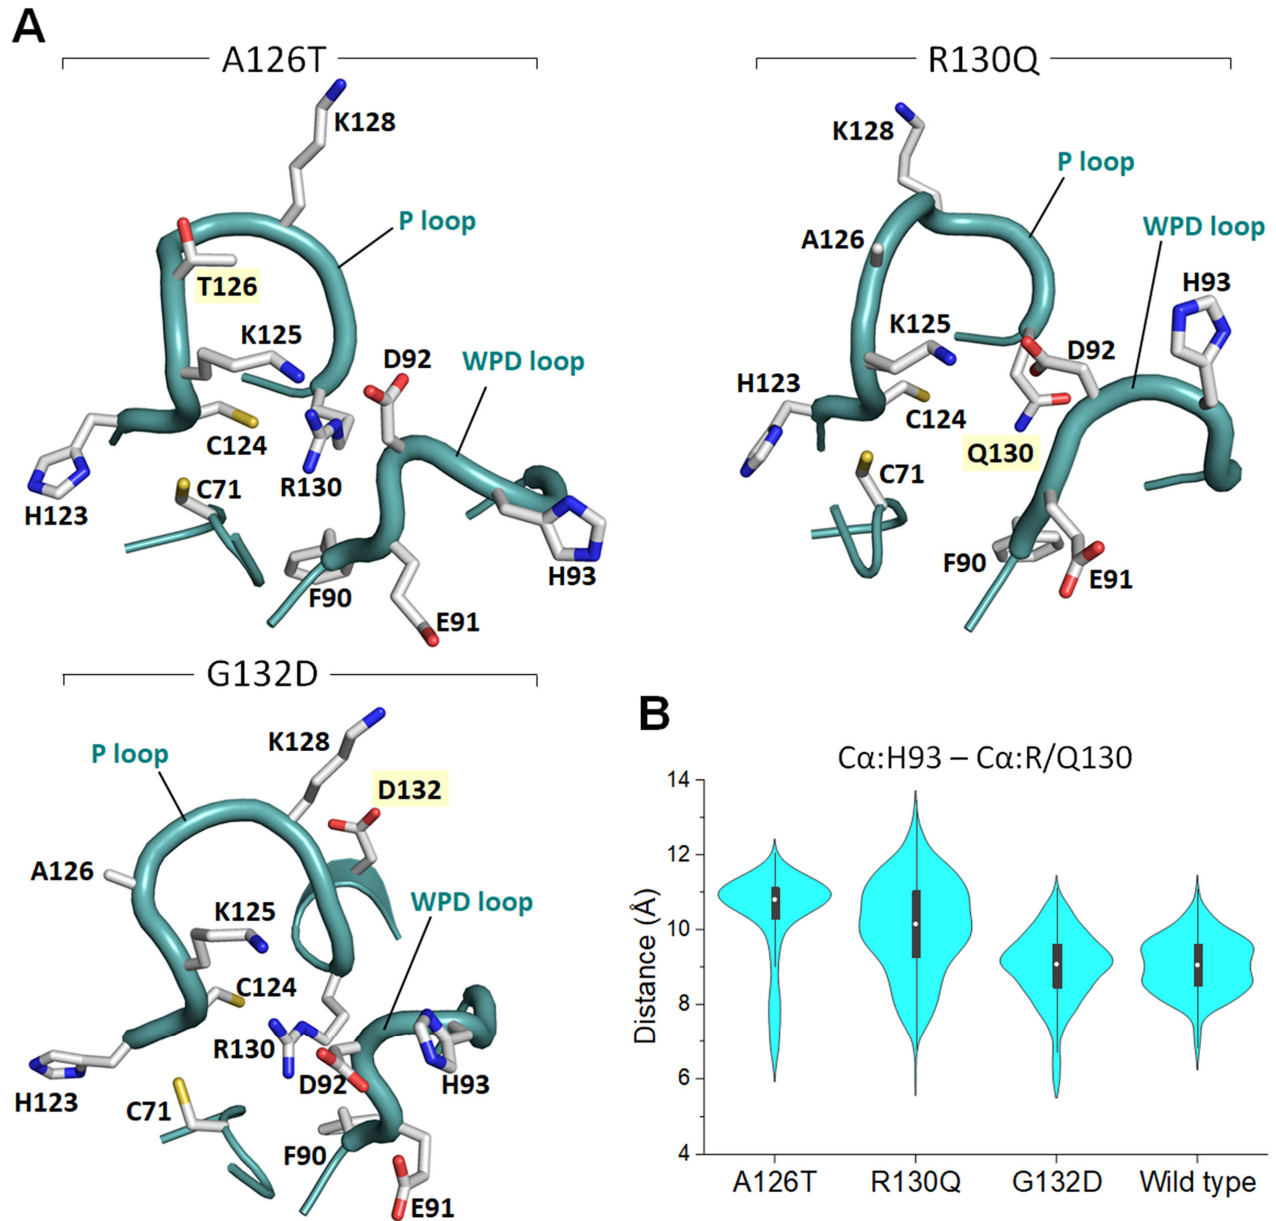 A
A126T
K128
P loop
T126
K125
D92
WPD loop
C124
R130
C71
H123
F90
H93
E91
R130Q
K128
P loop
A126
WPD loop
H93
K125
D92
H123
C124
Q130
C71
F90
E91
G132D
K128
P loop
D132
A126
WPD loop
K125
C124
R130
D92
H93
H123
C71
F90
E91
B
Cα:H93 – Cα:R/Q130
Distance (Å)
14
12
10
8
6
4
A126T R130Q G132D Wild type